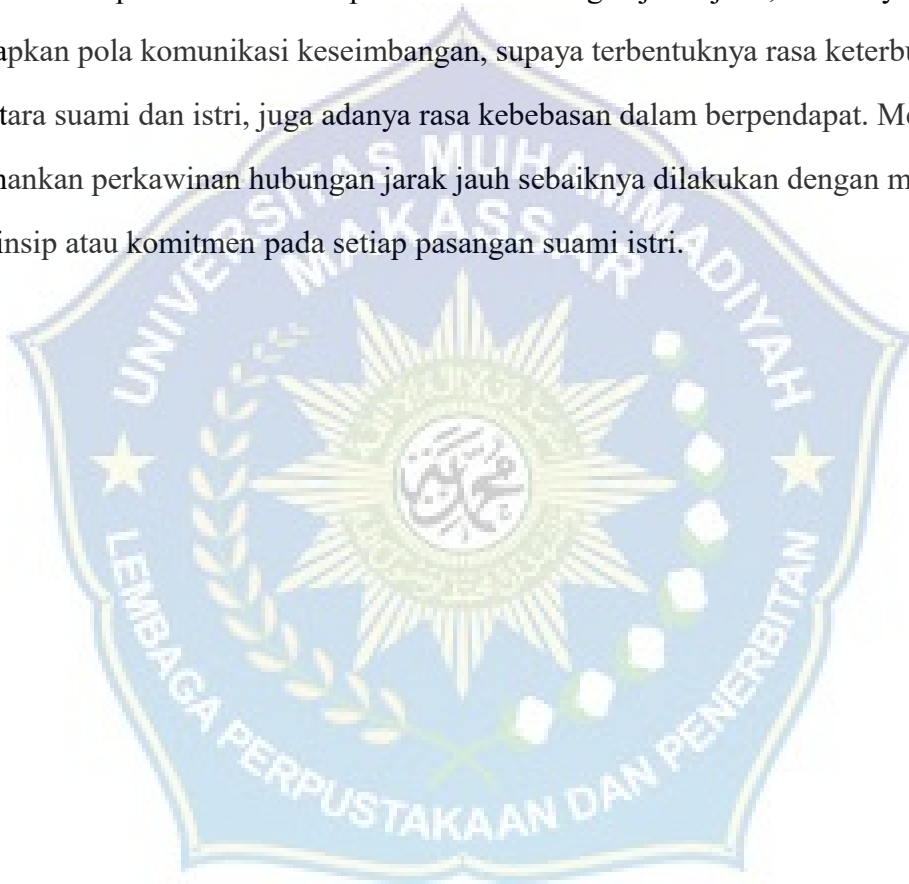 apkan pola komunikasi keseimbangan, supaya terbentuknya rasa keterbu
tara suami dan istri, juga adanya rasa kebebasan dalam berpendapat. Me
nankan perkawinan hubungan jarak jauh sebaiknya dilakukan dengan m
insip atau komitmen pada setiap pasangan suami istri.
UNIVERSITAS MUHAMMADIYAH
MAKASSAR
LEMBAGA PERPUSTAKAAN DAN PENERBITAN